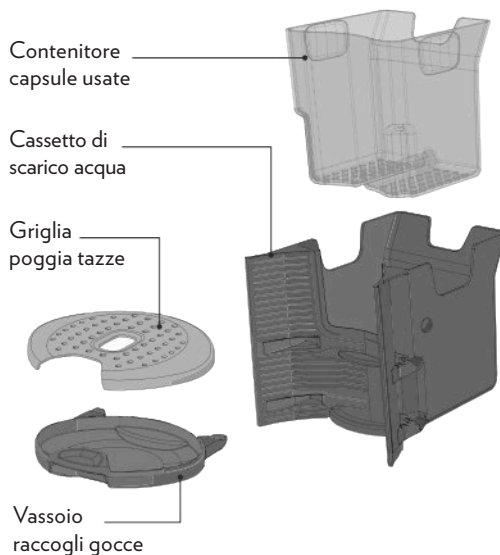 Contenitore
capsule usate
Cassetto di
scarico acqua
Griglia
poggia tazze
Vassoio
raccogli gocce